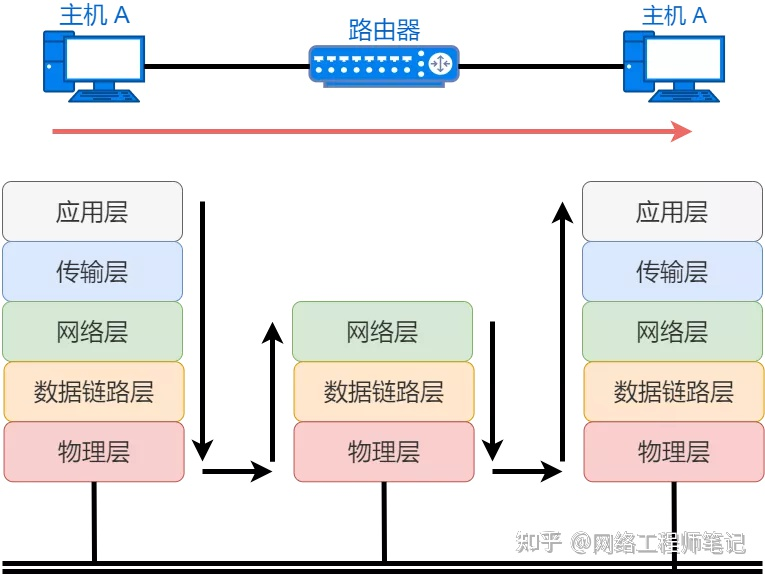 主机 A
路由器
主机 A
应用层
传输层
网络层
数据链路层
物理层
网络层
数据链路层
物理层
应用层
传输层
网络层
数据链路层
物理层
知乎 @网络工程师笔记